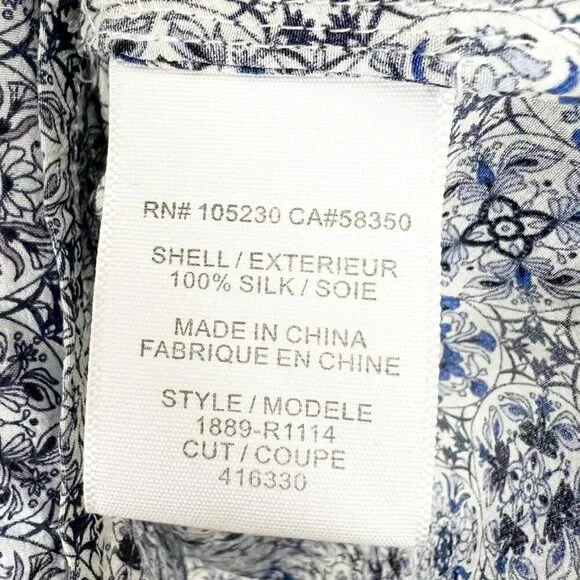 RN# 105230 CA#58350
SHELL / EXTERIEUR
100% SILK / SOIE
MADE IN CHINA
FABRIQUE EN CHINE
STYLE / MODELE
1889-R1114
CUT / COUPE
416330